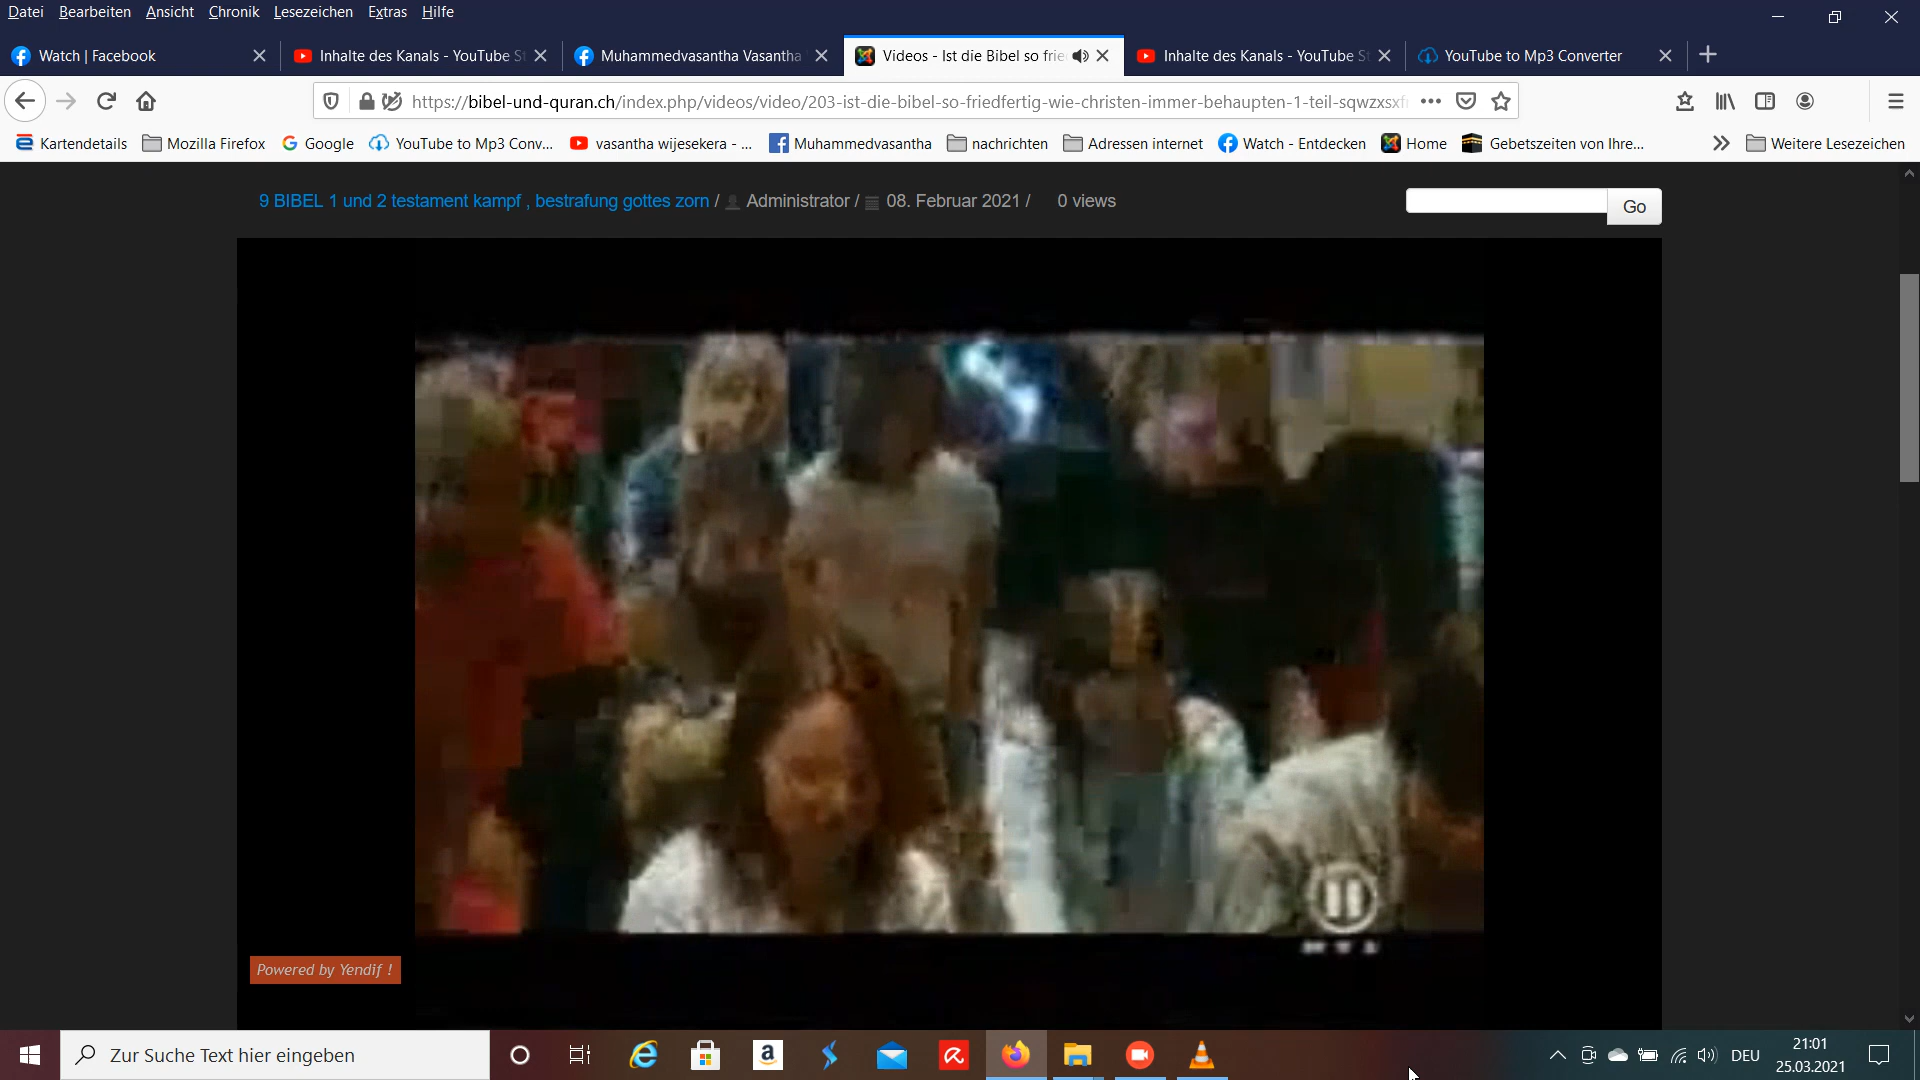 Datei Bearbeiten Ansicht Chronik Lesezeichen Extras Hilfe
Watch | Facebook
Inhalte des Kanals - YouTube St
Muhammedvasantha Vasantha
Videos - Ist die Bibel so frie
Inhalte des Kanals - YouTube St
YouTube to Mp3 Converter
https://bibel-und-quran.ch/index.php/videos/video/203-ist-die-bibel-so-friedfertig-wie-christen-immer-behaupten-1-teil-sqwzxsxf
Kartendetails Mozilla Firefox Google YouTube to Mp3 Conv... vasantha wijesekera - ... Muhammedvasantha nachrichten Adressen internet Watch - Entdecken Home Gebetszeiten von Ihre... Weitere Lesezeichen
9 BIBEL 1 und 2 testament kampf , bestrafung gottes zorn / Administrator / 08. Februar 2021 / 0 views
Go
Powered by Yendif !
Zur Suche Text hier eingeben
DEU
21:01
25.03.2021